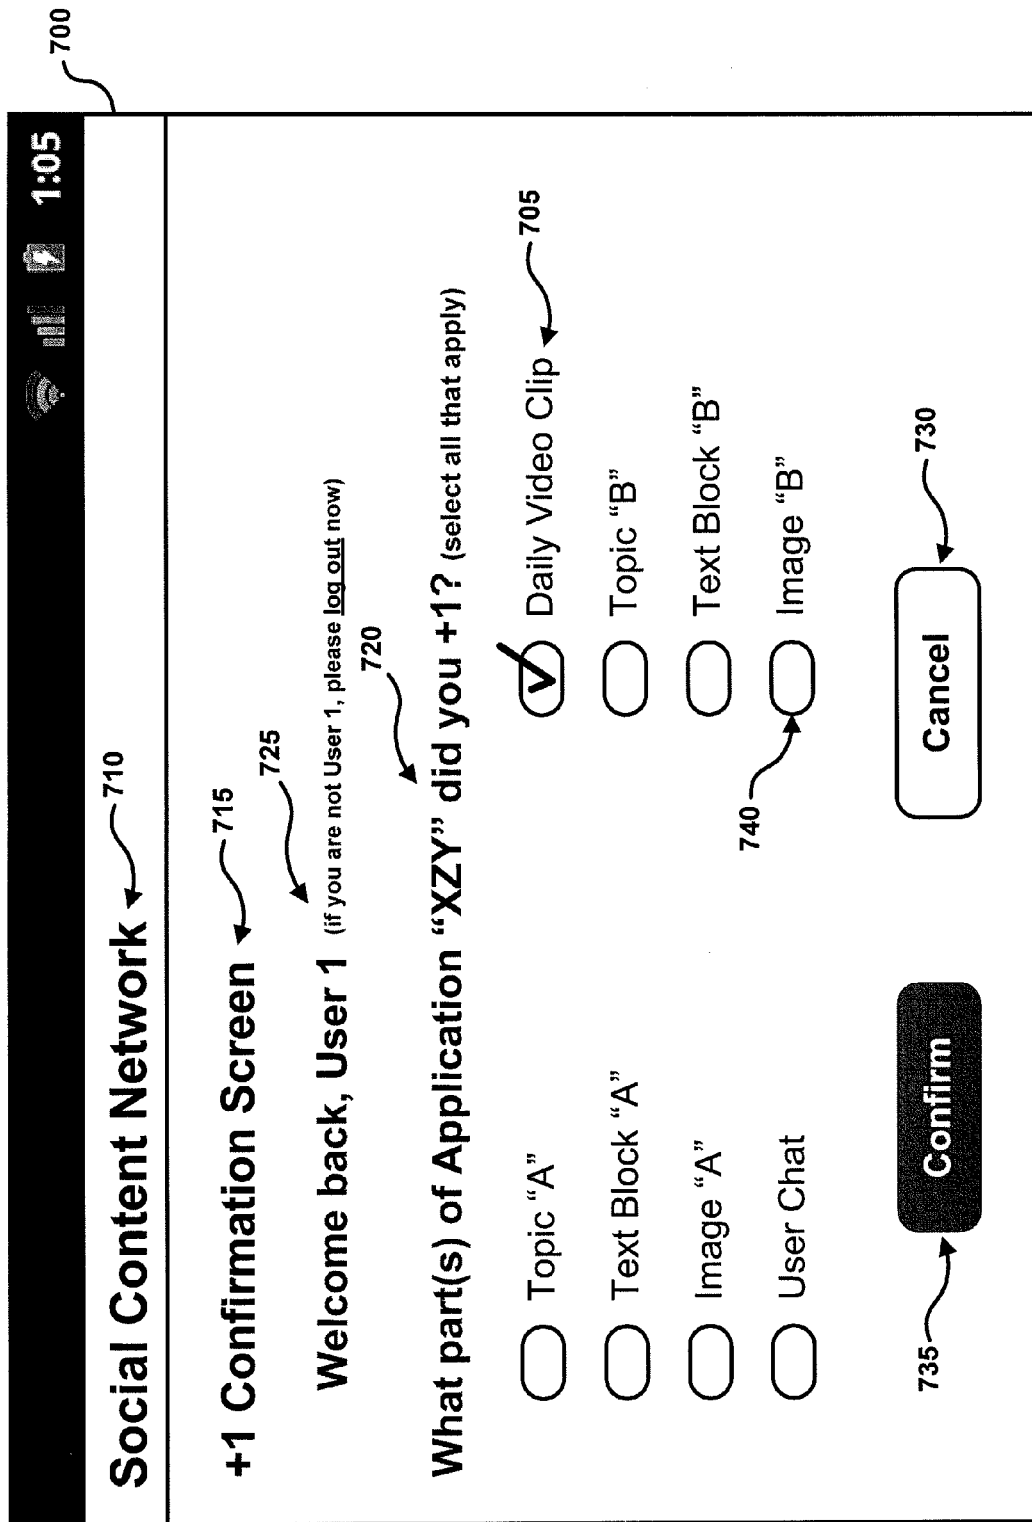 700
1:05
Social Content Network
710
+1 Confirmation Screen
715
725
Welcome back, User 1 (if you are not User 1, please log out now)
720
What part(s) of Application “XZY” did you +1? (select all that apply)
Topic “A”
Daily Video Clip
705
Text Block “A”
Topic “B”
Image “A”
Text Block “B”
User Chat
740
Image “B”
735
Confirm
Cancel
730